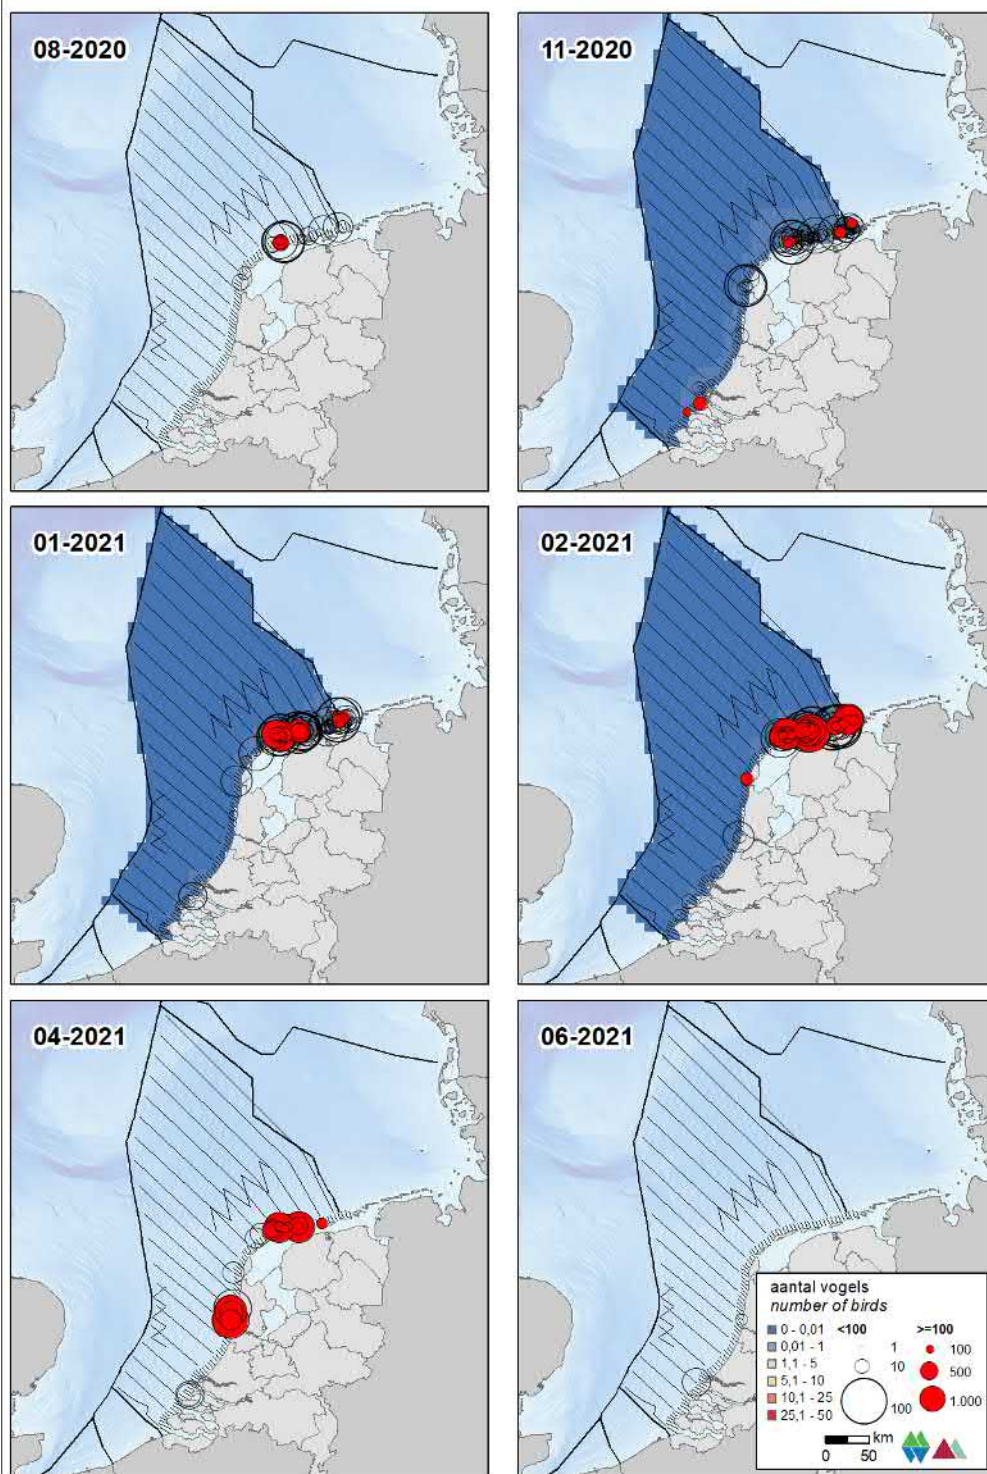 08-2020
11-2020
01-2021
02-2021
04-2021
06-2021
aantal vogels
number of birds
0 - 0,01 <100 >=100
0,01 - 1 1 100
1,1 - 5 10 500
5,1 - 10
10,1 - 25 100 1.000
25,1 - 50
km
0 50